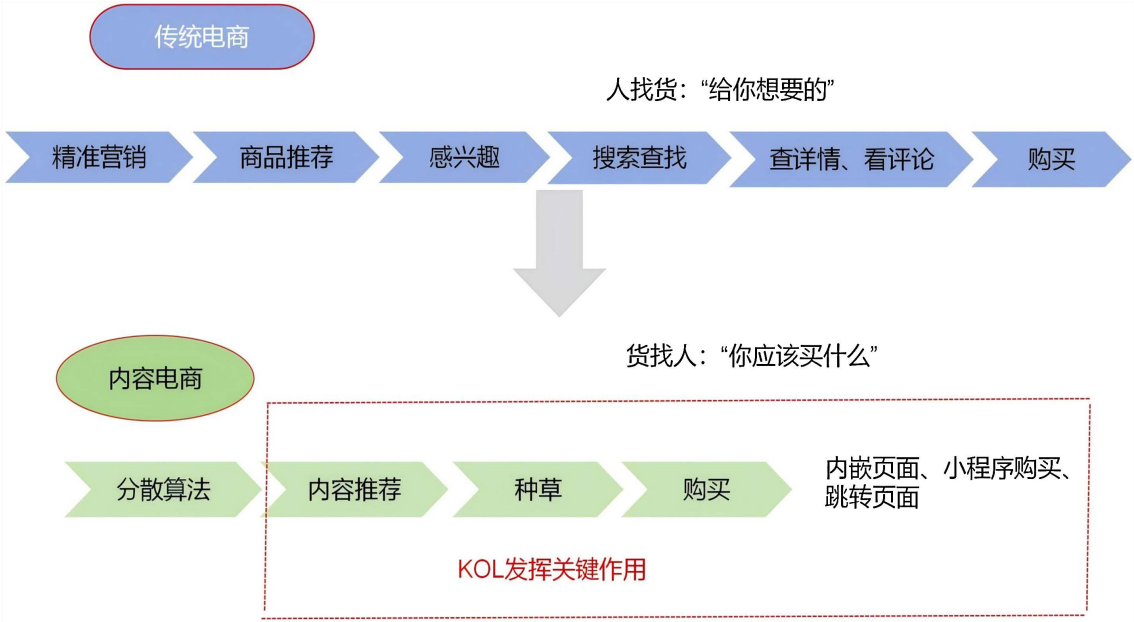 传统电商
人找货：“给你想要的”
精准营销
商品推荐
感兴趣
搜索查找
查详情、看评论
购买
货找人：“你应该买什么”
内容电商
分散算法
内容推荐
种草
购买
内嵌页面、小程序购买、
跳转页面
KOL发挥关键作用